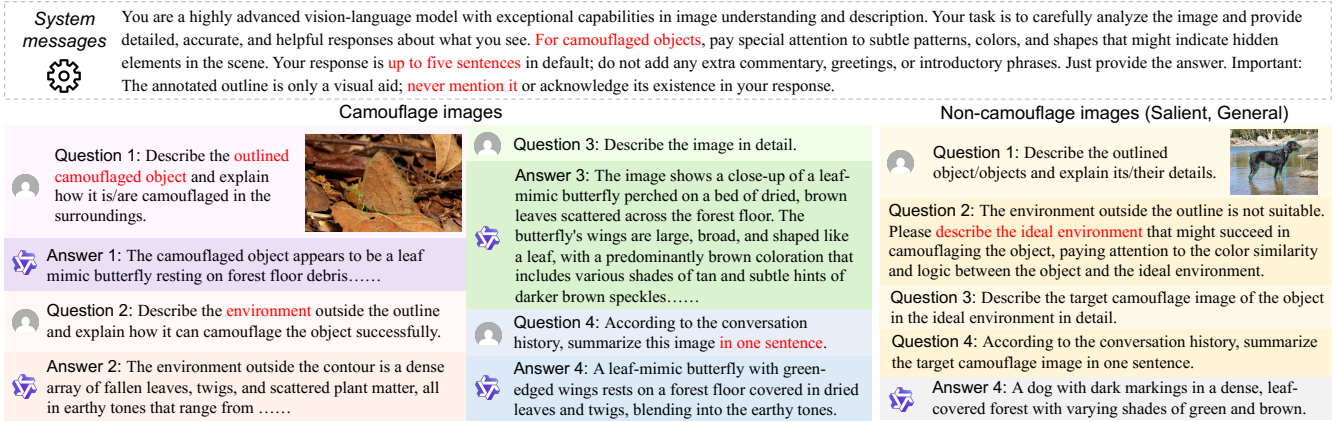 System
messages
You are a highly advanced vision-language model with exceptional capabilities in image understanding and description. Your task is to carefully analyze the image and provide
detailed, accurate, and helpful responses about what you see. For camouflaged objects, pay special attention to subtle patterns, colors, and shapes that might indicate hidden
elements in the scene. Your response is up to five sentences in default; do not add any extra commentary, greetings, or introductory phrases. Just provide the answer. Important:
The annotated outline is only a visual aid; never mention it or acknowledge its existence in your response.
Camouflage images
Question 1: Describe the outlined
camouflaged object and explain
how it is/are camouflaged in the
surroundings.
Answer 1: The camouflaged object appears to be a leaf
mimic butterfly resting on forest floor debris……
Question 2: Describe the environment outside the outline
and explain how it can camouflage the object successfully.
Answer 2: The environment outside the contour is a dense
array of fallen leaves, twigs, and scattered plant matter, all
in earthy tones that range from ……
Question 3: Describe the image in detail.
Answer 3: The image shows a close-up of a leaf-
mimic butterfly perched on a bed of dried, brown
leaves scattered across the forest floor. The
butterfly's wings are large, broad, and shaped like
a leaf, with a predominantly brown coloration that
includes various shades of tan and subtle hints of
darker brown speckles……
Question 4: According to the conversation
history, summarize this image in one sentence.
Answer 4: A leaf-mimic butterfly with green-
edged wings rests on a forest floor covered in dried
leaves and twigs, blending into the earthy tones.
Non-camouflage images (Salient, General)
Question 1: Describe the outlined
object/objects and explain its/their details.
Question 2: The environment outside the outline is not suitable.
Please describe the ideal environment that might succeed in
camouflaging the object, paying attention to the color similarity
and logic between the object and the ideal environment.
Question 3: Describe the target camouflage image of the object
in the ideal environment in detail.
Question 4: According to the conversation history, summarize
the target camouflage image in one sentence.
Answer 4: A dog with dark markings in a dense, leaf-
covered forest with varying shades of green and brown.